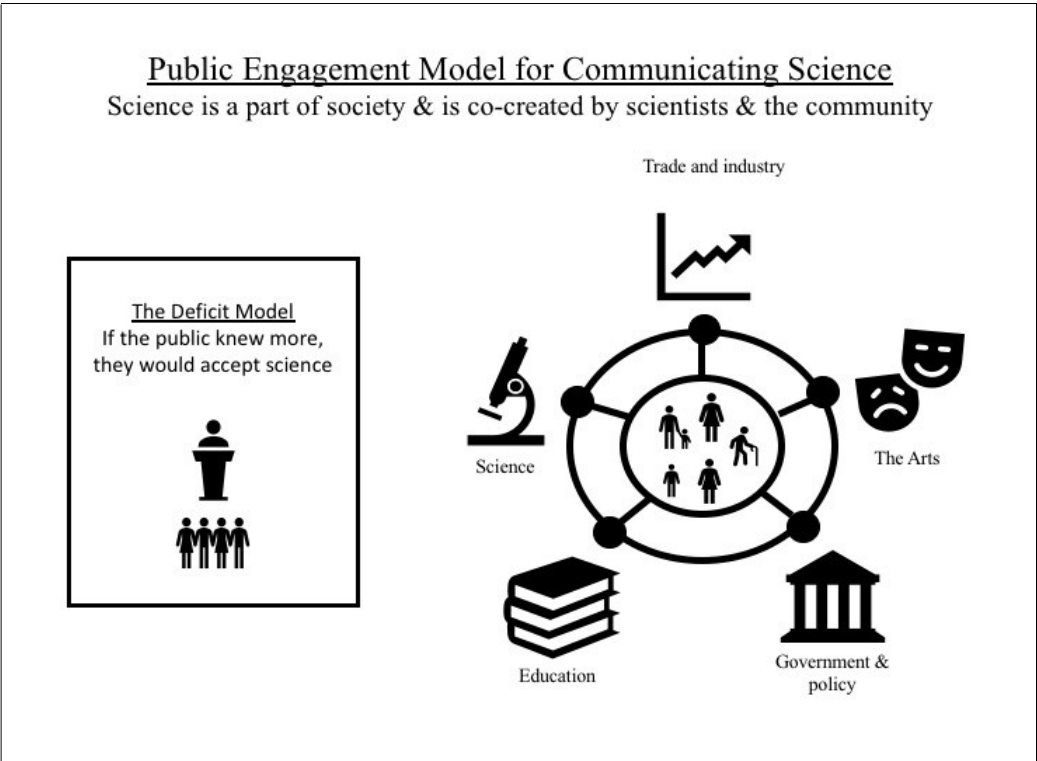 Public Engagement Model for Communicating Science
Science is a part of society & is co-created by scientists & the community
Trade and industry
The Deficit Model
If the public knew more,
they would accept science
Science
The Arts
Education
Government &
policy